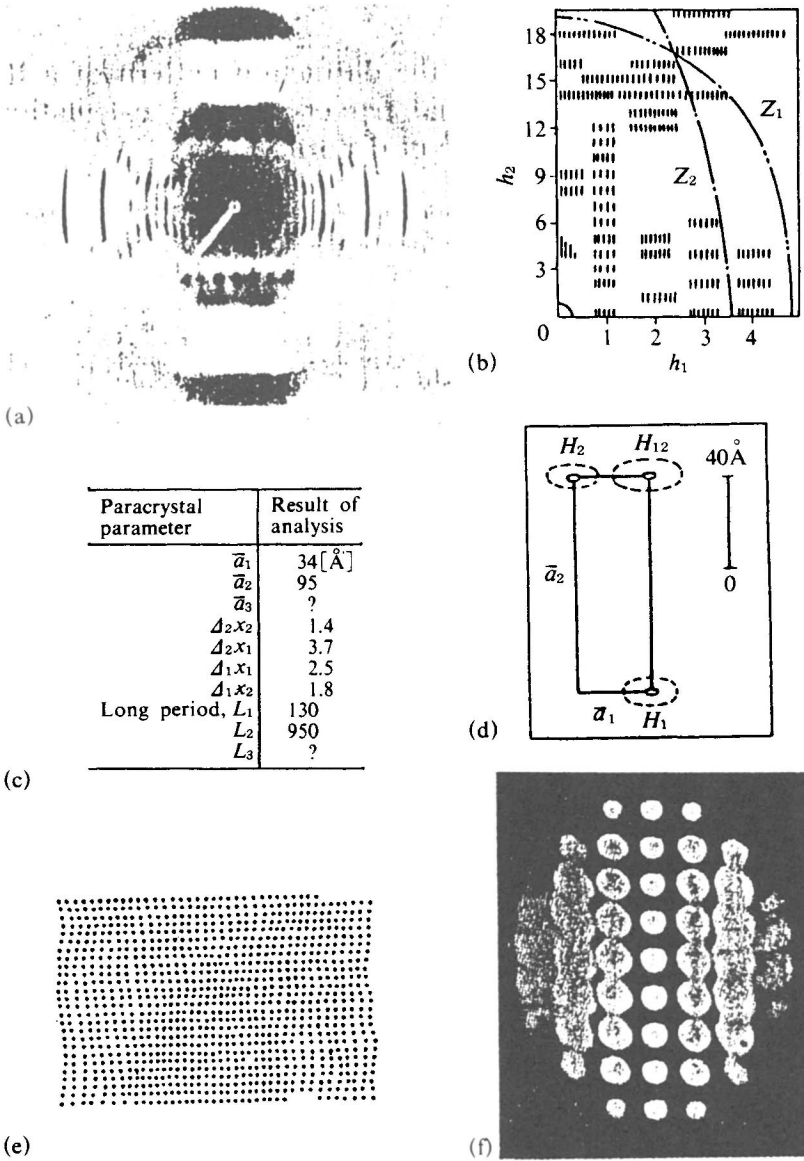 (a)
18
15
12
9
6
3
0
1
2
3
4
h₂
h₁
Z₁
Z₂
(b)
Paracrystal parameter
Result of analysis
ā₁ 34 [Å]
ā₂ 95
ā₃ ?
Δ₂x₂ 1.4
Δ₂x₁ 3.7
Δ₁x₁ 2.5
Δ₁x₂ 1.8
Long period, L₁ 130
L₂ 950
L₃ ?
(c)
H₂
H₁₂
40Å
0
ā₂
ā₁
H₁
(d)
(e)
(f)